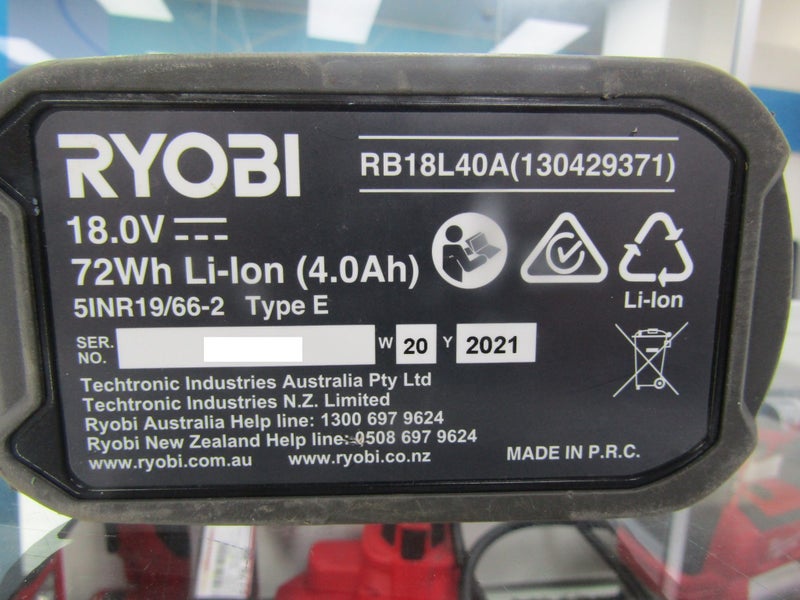 RYOBI
RB18L40A(130429371)
18.0V
72Wh Li-Ion (4.0Ah)
5INR19/66-2 Type E
Li-Ion
SER. NO. W 20 Y 2021
Techtronic Industries Australia Pty Ltd
Techtronic Industries N.Z. Limited
Ryobi Australia Help line: 1300 697 9624
Ryobi New Zealand Help line: 0508 697 9624
www.ryobi.com.au www.ryobi.co.nz
MADE IN P.R.C.